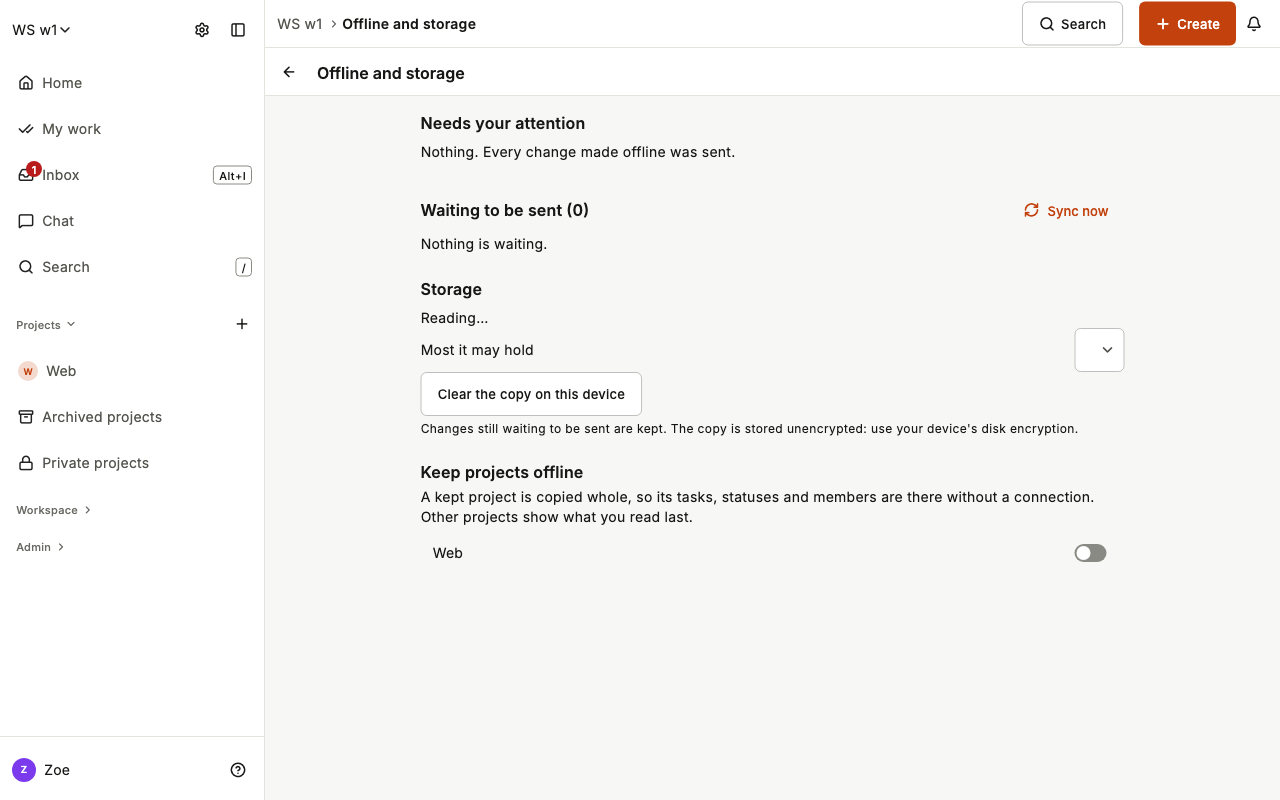 WS w1
Home
My work
1
Inbox
Alt+I
Chat
Search
/
Projects
W
Web
Archived projects
Private projects
Workspace
Admin
Z
Zoe
WS w1 > Offline and storage
Search
Create
Offline and storage
Needs your attention
Nothing. Every change made offline was sent.
Waiting to be sent (0)
Sync now
Nothing is waiting.
Storage
Reading...
Most it may hold
Clear the copy on this device
Changes still waiting to be sent are kept. The copy is stored unencrypted: use your device's disk encryption.
Keep projects offline
A kept project is copied whole, so its tasks, statuses and members are there without a connection.
Other projects show what you read last.
Web